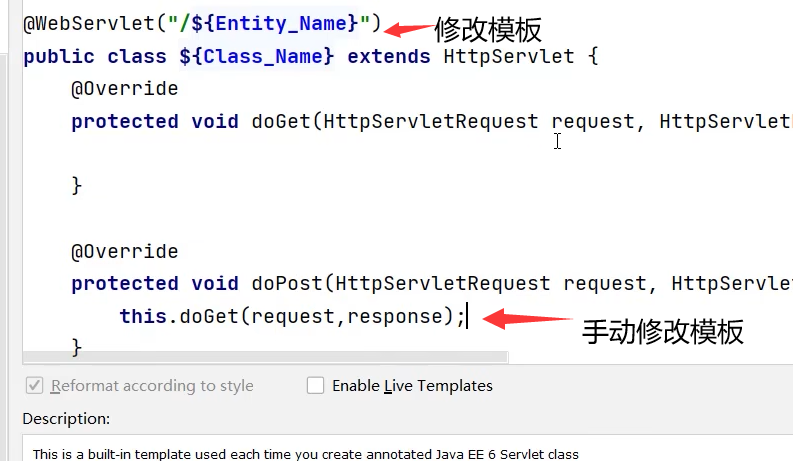 @WebServlet("/${Entity_Name}")
修改模板
public class ${Class_Name} extends HttpServlet {
@Override
protected void doGet(HttpServletRequest request, HttpServlet
}
@Override
protected void doPost(HttpServletRequest request, HttpServlet
this.doGet(request,response);
手动修改模板
}
Reformat according to style
Enable Live Templates
Description:
This is a built-in template used each time you create annotated Java EE 6 Servlet class